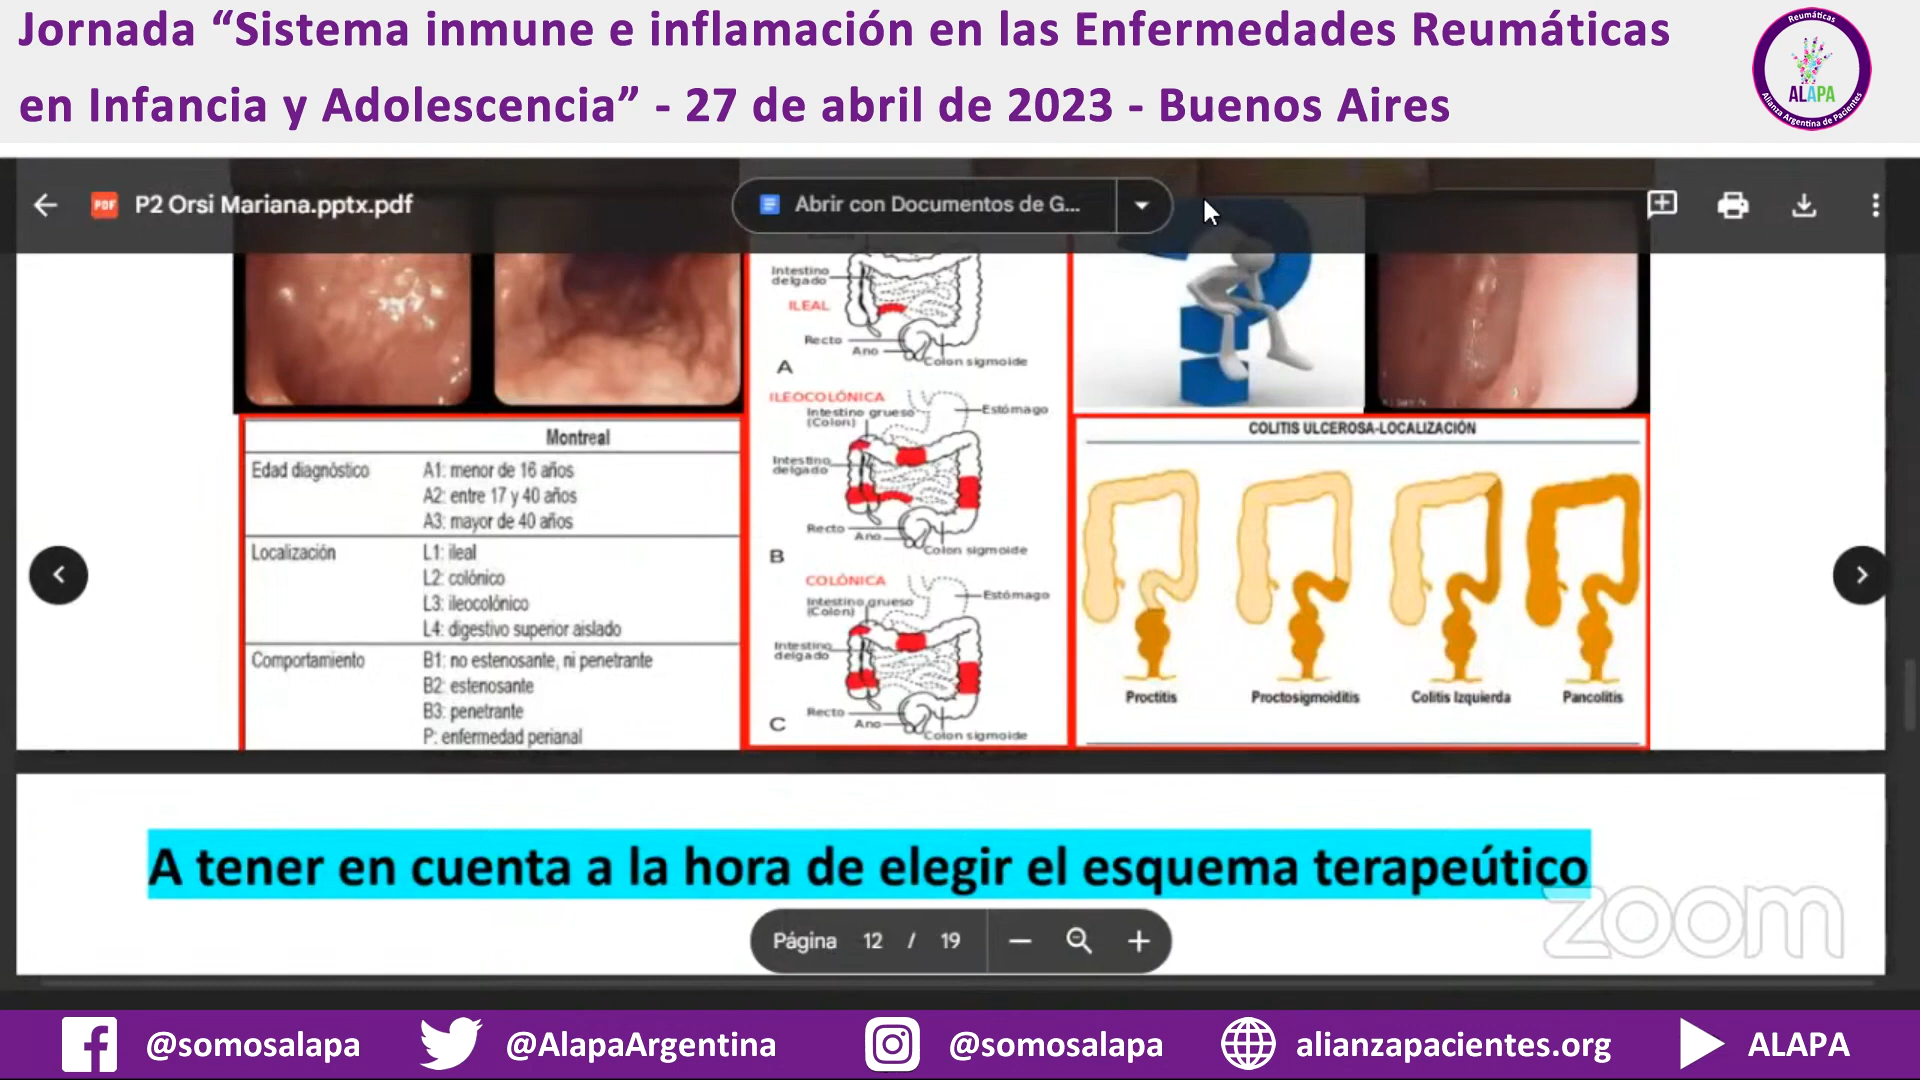 Jornada “Sistema inmune e inflamación en las Enfermedades Reumáticas
en Infancia y Adolescencia” - 27 de abril de 2023 - Buenos Aires
Reumáticas
ALAPA
Alianza Argentina de Pacientes
PDF
P2 Orsi Mariana.pptx.pdf
Abrir con Documentos de G...
Intestino
delgado
ILEAL
Recto
Ano
Colon sigmoide
A
ILEOCOLÓNICA
Intestino grueso
(Colon)
Estómago
Intestino
delgado
Recto
Ano
Colon sigmoide
B
COLÓNICA
Intestino grueso
(Colon)
Estómago
Intestino
delgado
Recto
Ano
Colon sigmoide
C
Montreal
Edad diagnóstico
A1: menor de 16 años
A2: entre 17 y 40 años
A3: mayor de 40 años
Localización
L1: ileal
L2: colónico
L3: ileocolónico
L4: digestivo superior aislado
Comportamiento
B1: no estenosante, ni penetrante
B2: estenosante
B3: penetrante
P: enfermedad perianal
COLITIS ULCEROSA-LOCALIZACIÓN
Proctitis
Proctosigmoiditis
Colitis Izquierda
Pancolitis
A tener en cuenta a la hora de elegir el esquema terapeútico
zoom
Página 12 / 19
@somosalapa
@AlapaArgentina
@somosalapa
alianzapacientes.org
ALAPA